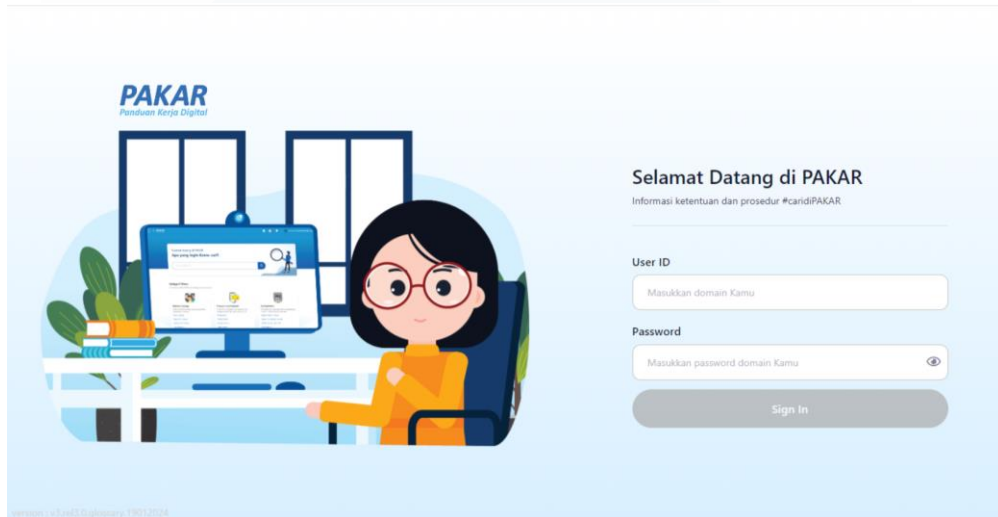 PAKAR
Panduan Kerja Digital
Selamat Datang di PAKAR
Informasi ketentuan dan prosedur #caridiPAKAR
User ID
Masukkan domain Kamu
Password
Masukkan password domain Kamu
Sign In